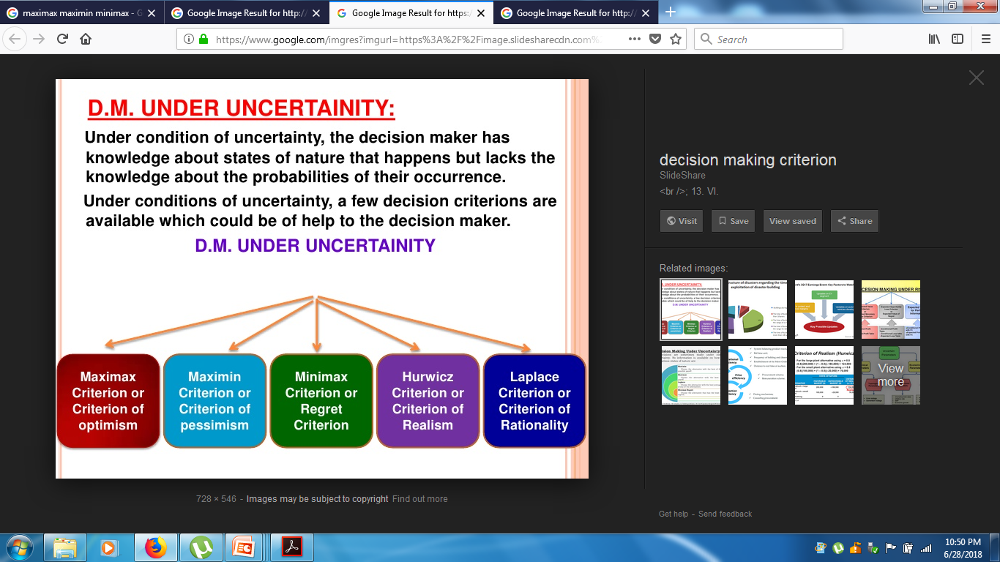 maximax maximin minimax - G
Google Image Result for http://
Google Image Result for https:
Google Image Result for http://
https://www.google.com/imgres?imgurl=https%3A%2F%2Fimage.slidesharecdn.com%
Search
D.M. UNDER UNCERTAINITY:
Under condition of uncertainty, the decision maker has
knowledge about states of nature that happens but lacks the
knowledge about the probabilities of their occurrence.
Under conditions of uncertainty, a few decision criterions are
available which could be of help to the decision maker.
D.M. UNDER UNCERTAINITY
Maximax
Criterion or
Criterion of
optimism
Maximin
Criterion or
Criterion of
pessimism
Minimax
Criterion or
Regret
Criterion
Hurwicz
Criterion or
Criterion of
Realism
Laplace
Criterion or
Criterion of
Rationality
728 × 546 - Images may be subject to copyright Find out more
decision making criterion
SlideShare
<br />; 13. VI.
Visit
Save
View saved
Share
Related images:
View
more
Get help - Send feedback
10:50 PM
6/28/2018